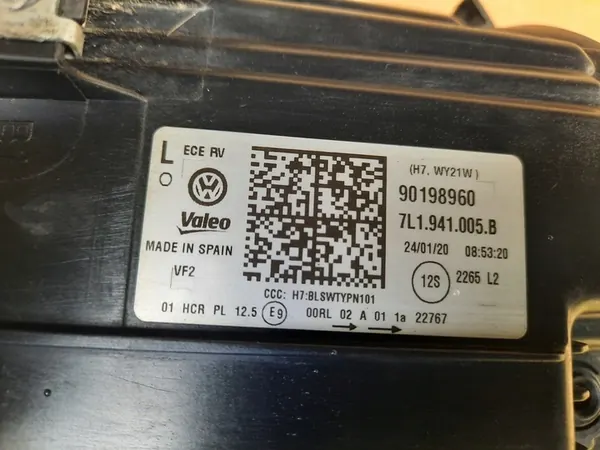 L ECE RV
(H7, WY21W)
90198960
Valeo
7L1.941.005.B
MADE IN SPAIN
24/01/20 08:53:20
VF2
12S 2265 L2
CCC: H7:BLSWTYPN101
01 HCR PL 12.5 E9 00RL 02 A 01 1a 22767